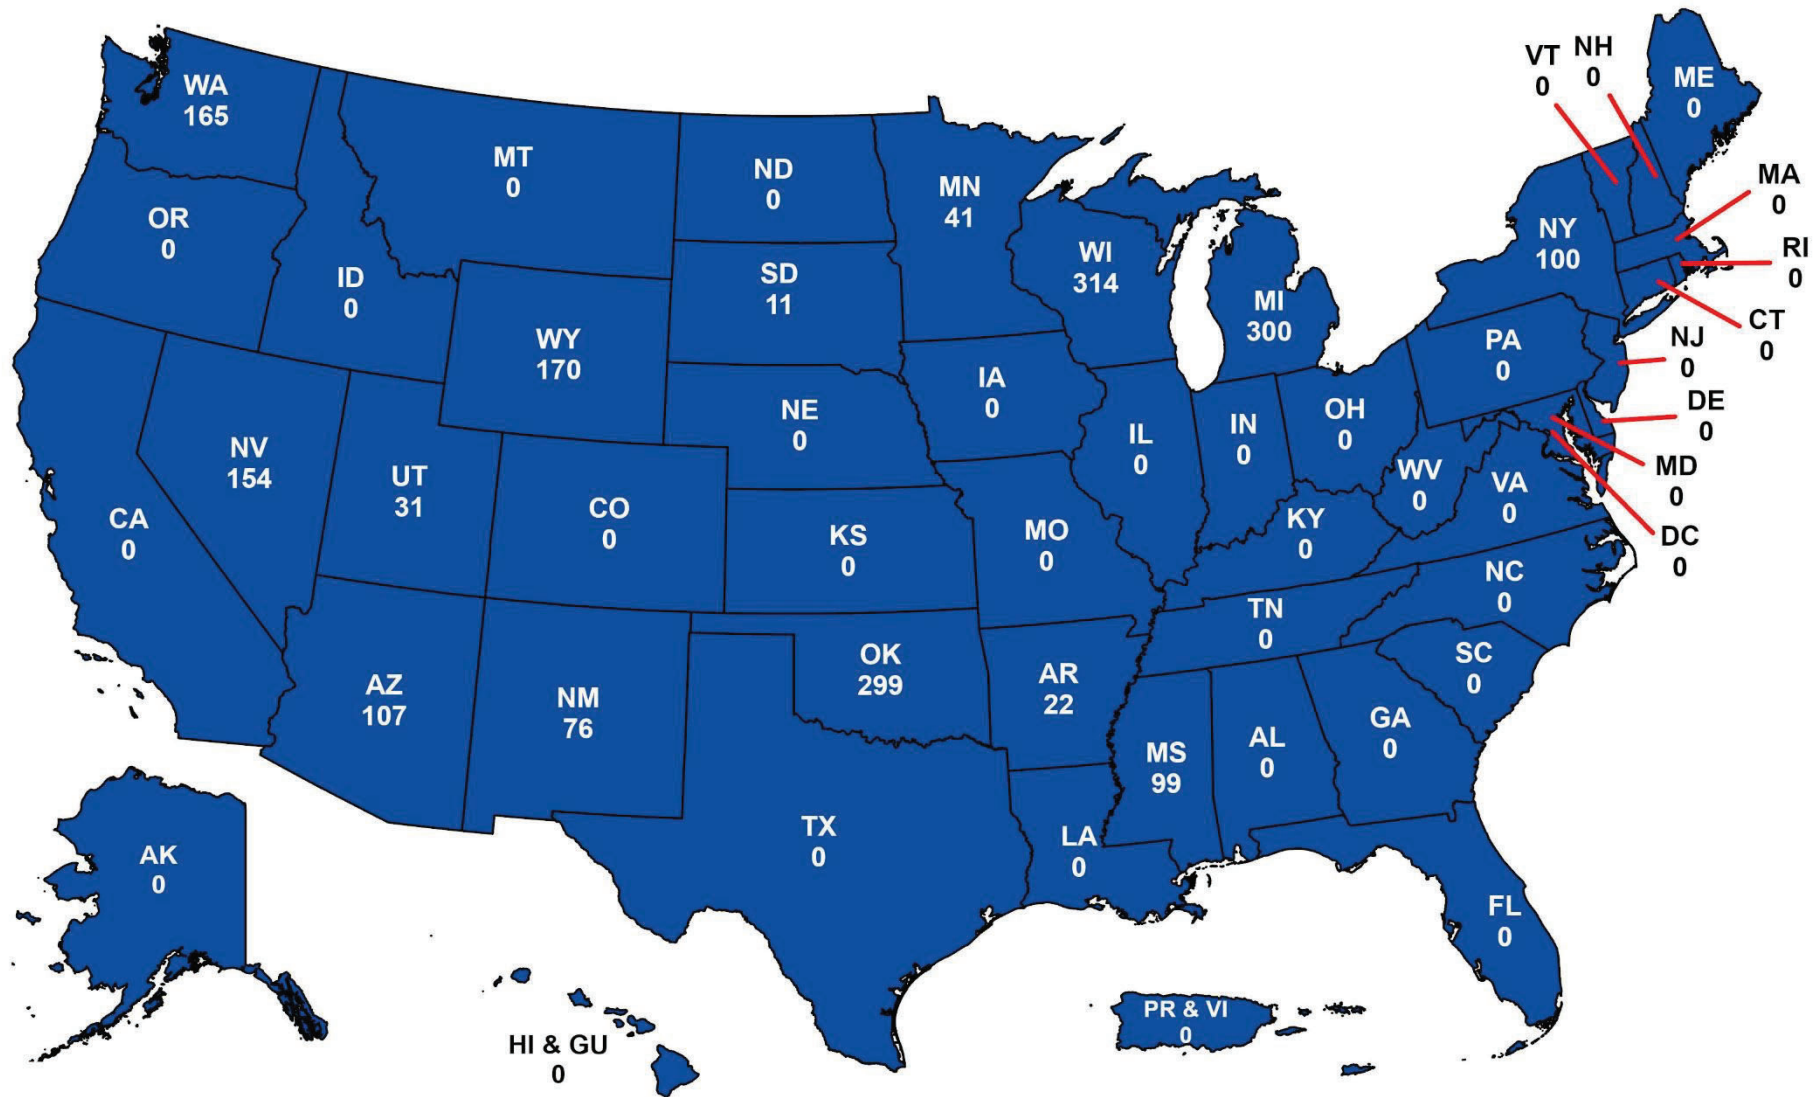 WA
165
OR
0
CA
0
NV
154
ID
0
MT
0
WY
170
UT
31
AZ
107
CO
0
NM
76
ND
0
SD
11
NE
0
KS
0
OK
299
TX
0
MN
41
IA
0
MO
0
AR
22
LA
0
WI
314
IL
0
MI
300
IN
0
OH
0
KY
0
TN
0
MS
99
AL
0
GA
0
FL
0
SC
0
NC
0
VA
0
WV
0
PA
0
NY
100
VT
0
NH
0
ME
0
MA
0
RI
0
CT
0
NJ
0
DE
0
MD
0
DC
0
AK
0
HI & GU
0
PR & VI
0